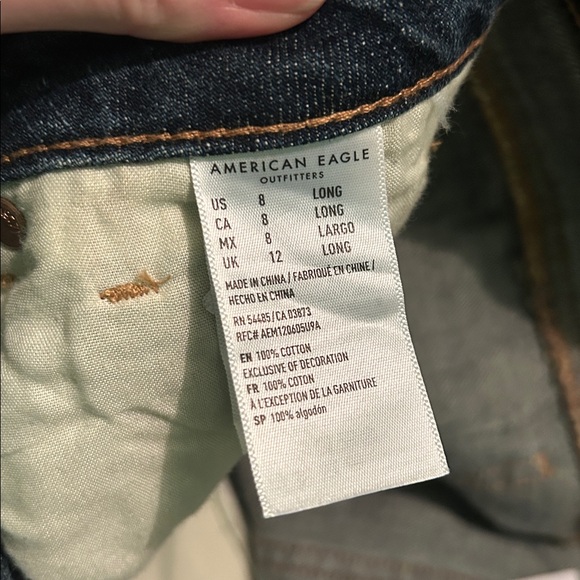 AMERICAN EAGLE
OUTFITTERS
US 8 LONG
CA 8 LONG
MX 8 LARGO
UK 12 LONG
MADE IN CHINA / FABRIQUÉ EN CHINE /
HECHO EN CHINA
RN 54485 / CA 03873
RFC# AEM120605U9A
EN 100% COTTON
EXCLUSIVE OF DECORATION
FR 100% COTON
À L'EXCEPTION DE LA GARNITURE
SP 100% algodón